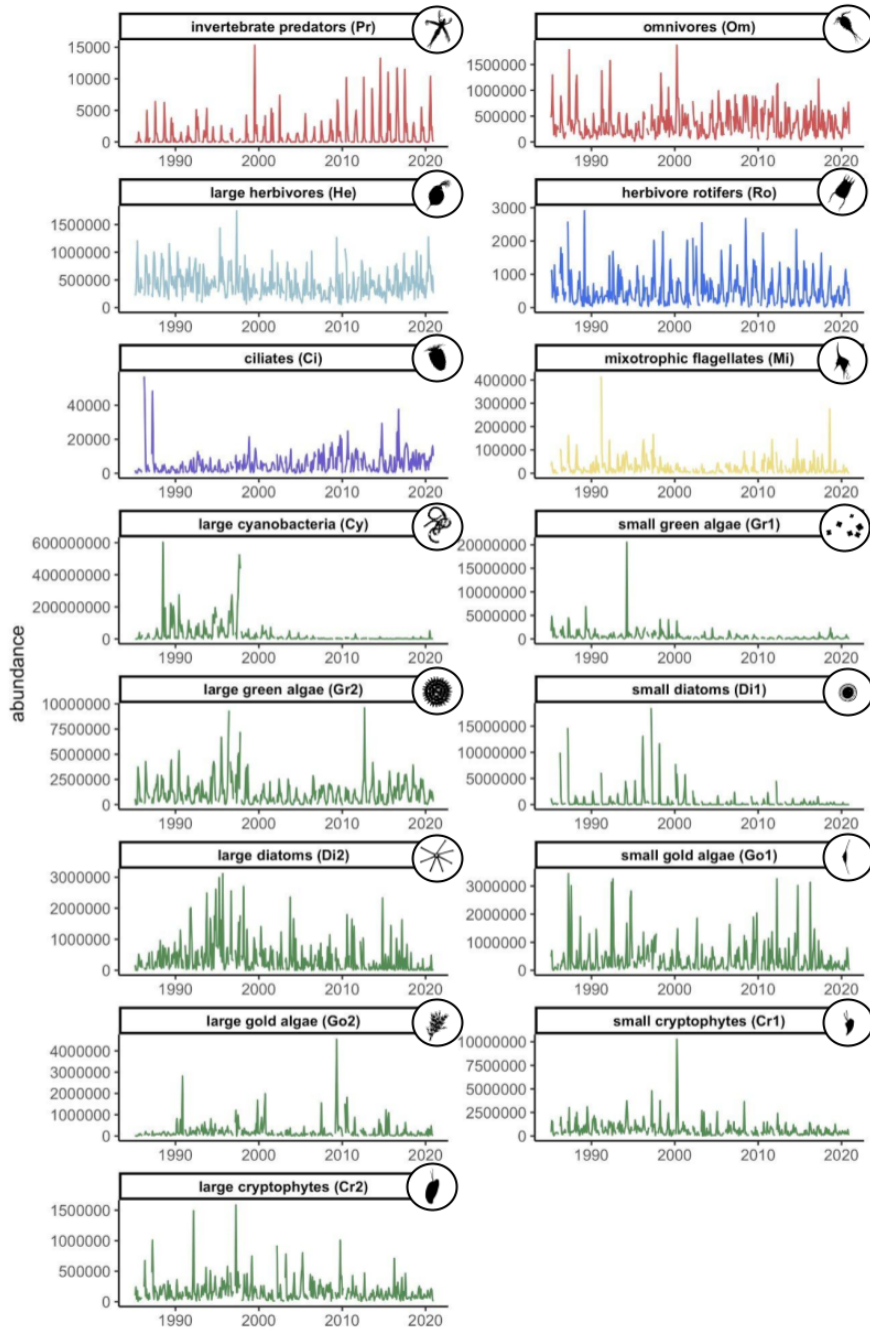 invertebrate predators (Pr)
15000
10000
5000
0
1990 2000 2010 2020
omnivores (Om)
1500000
1000000
500000
0
1990 2000 2010 2020
large herbivores (He)
1500000
1000000
500000
0
1990 2000 2010 2020
herbivore rotifers (Ro)
3000
2000
1000
0
1990 2000 2010 2020
ciliates (Ci)
40000
20000
0
1990 2000 2010 2020
mixotrophic flagellates (Mi)
400000
300000
200000
100000
0
1990 2000 2010 2020
abundance
large cyanobacteria (Cy)
600000000
400000000
200000000
0
1990 2000 2010 2020
small green algae (Gr1)
20000000
15000000
10000000
5000000
0
1990 2000 2010 2020
large green algae (Gr2)
10000000
7500000
5000000
2500000
0
1990 2000 2010 2020
small diatoms (Di1)
15000000
10000000
5000000
0
1990 2000 2010 2020
large diatoms (Di2)
3000000
2000000
1000000
0
1990 2000 2010 2020
small gold algae (Go1)
3000000
2000000
1000000
0
1990 2000 2010 2020
large gold algae (Go2)
4000000
3000000
2000000
1000000
0
1990 2000 2010 2020
small cryptophytes (Cr1)
10000000
7500000
5000000
2500000
0
1990 2000 2010 2020
large cryptophytes (Cr2)
1500000
1000000
500000
0
1990 2000 2010 2020